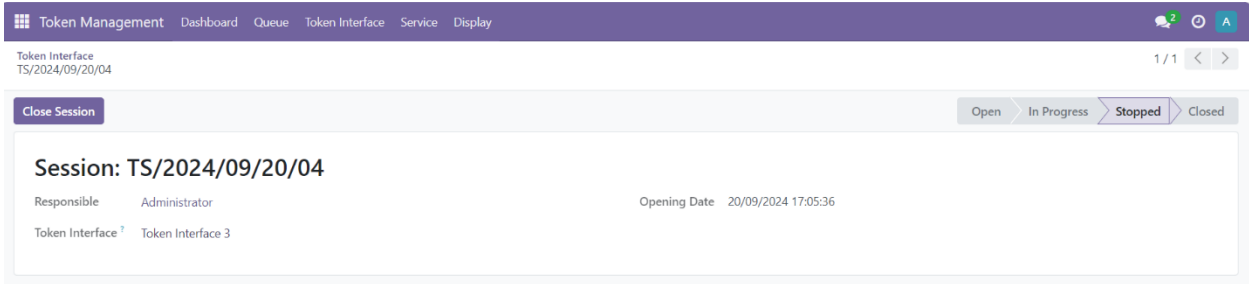 Token Management Dashboard Queue Token Interface Service Display 2 A
Token Interface
TS/2024/09/20/04
1 / 1
Close Session Open In Progress Stopped Closed
Session: TS/2024/09/20/04
Responsible Administrator Opening Date 20/09/2024 17:05:36
Token Interface ? Token Interface 3